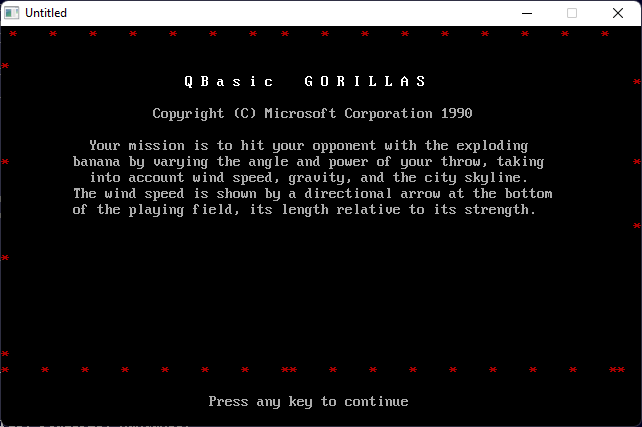 Untitled
* * * * * * * * * * * * * * * *
*
Q B a s i c   G O R I L L A S
*
Copyright (C) Microsoft Corporation 1990
Your mission is to hit your opponent with the exploding
* banana by varying the angle and power of your throw, taking *
into account wind speed, gravity, and the city skyline.
The wind speed is shown by a directional arrow at the bottom
of the playing field, its length relative to its strength.
*
*
*
* * * * * * * ** * * * * * * * **
Press any key to continue